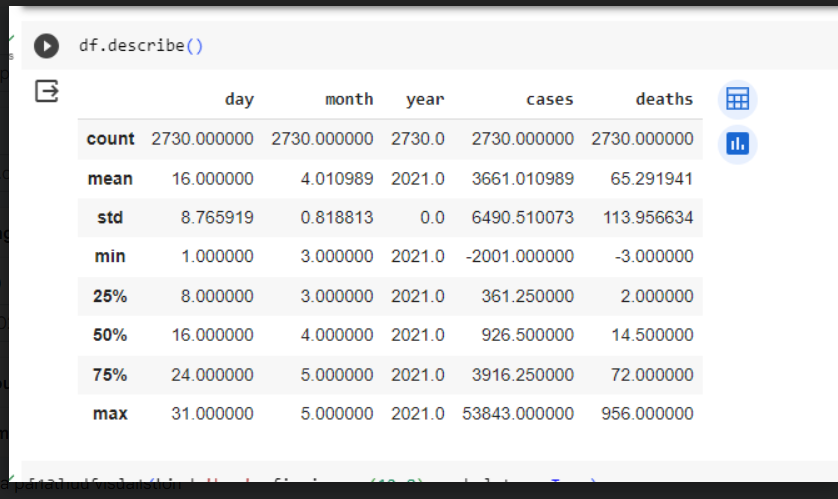 df.describe()
day month year cases deaths
count 2730.000000 2730.000000 2730.0 2730.000000 2730.000000
mean 16.000000 4.010989 2021.0 3661.010989 65.291941
std 8.765919 0.818813 0.0 6490.510073 113.956634
min 1.000000 3.000000 2021.0 -2001.000000 -3.000000
25% 8.000000 3.000000 2021.0 361.250000 2.000000
50% 16.000000 4.000000 2021.0 926.500000 14.500000
75% 24.000000 5.000000 2021.0 3916.250000 72.000000
max 31.000000 5.000000 2021.0 53843.000000 956.000000